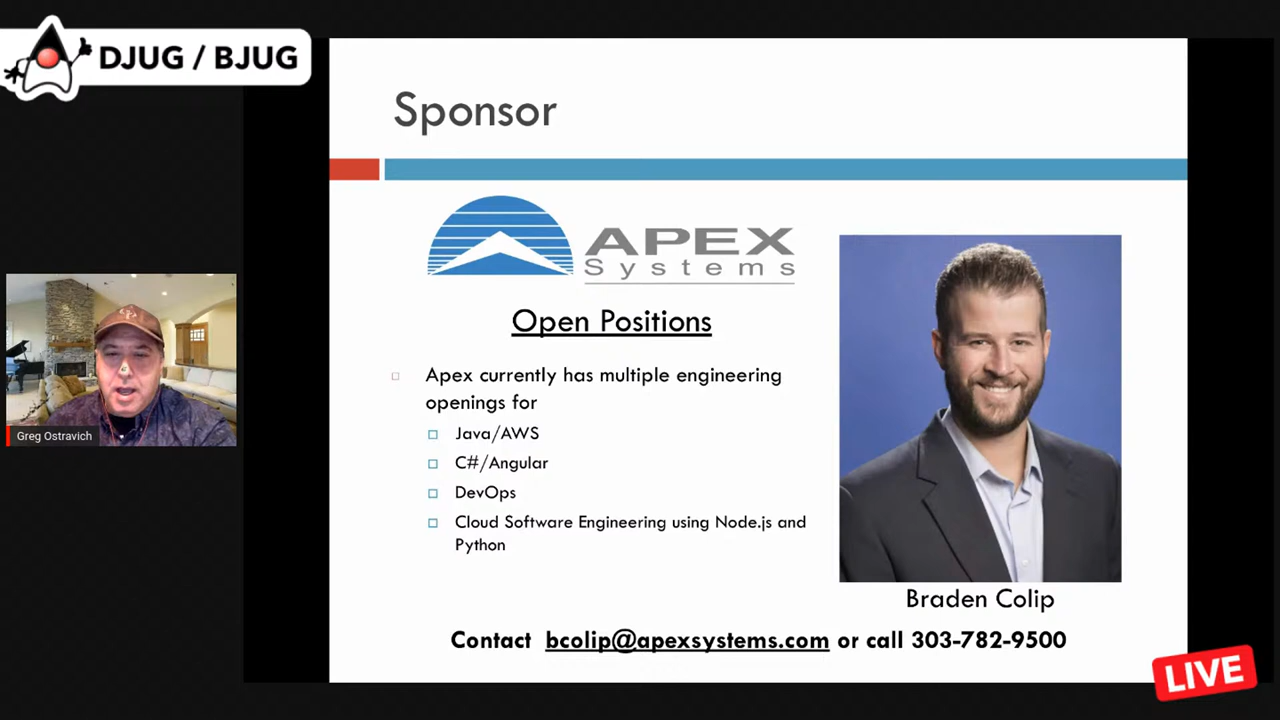 DJUG / BJUG
Sponsor
APEX
Systems
Open Positions
Apex currently has multiple engineering
openings for
Java/AWS
C#/Angular
DevOps
Cloud Software Engineering using Node.js and
Python
Greg Ostravich
Braden Colip
Contact bcolip@apexsystems.com or call 303-782-9500
LIVE